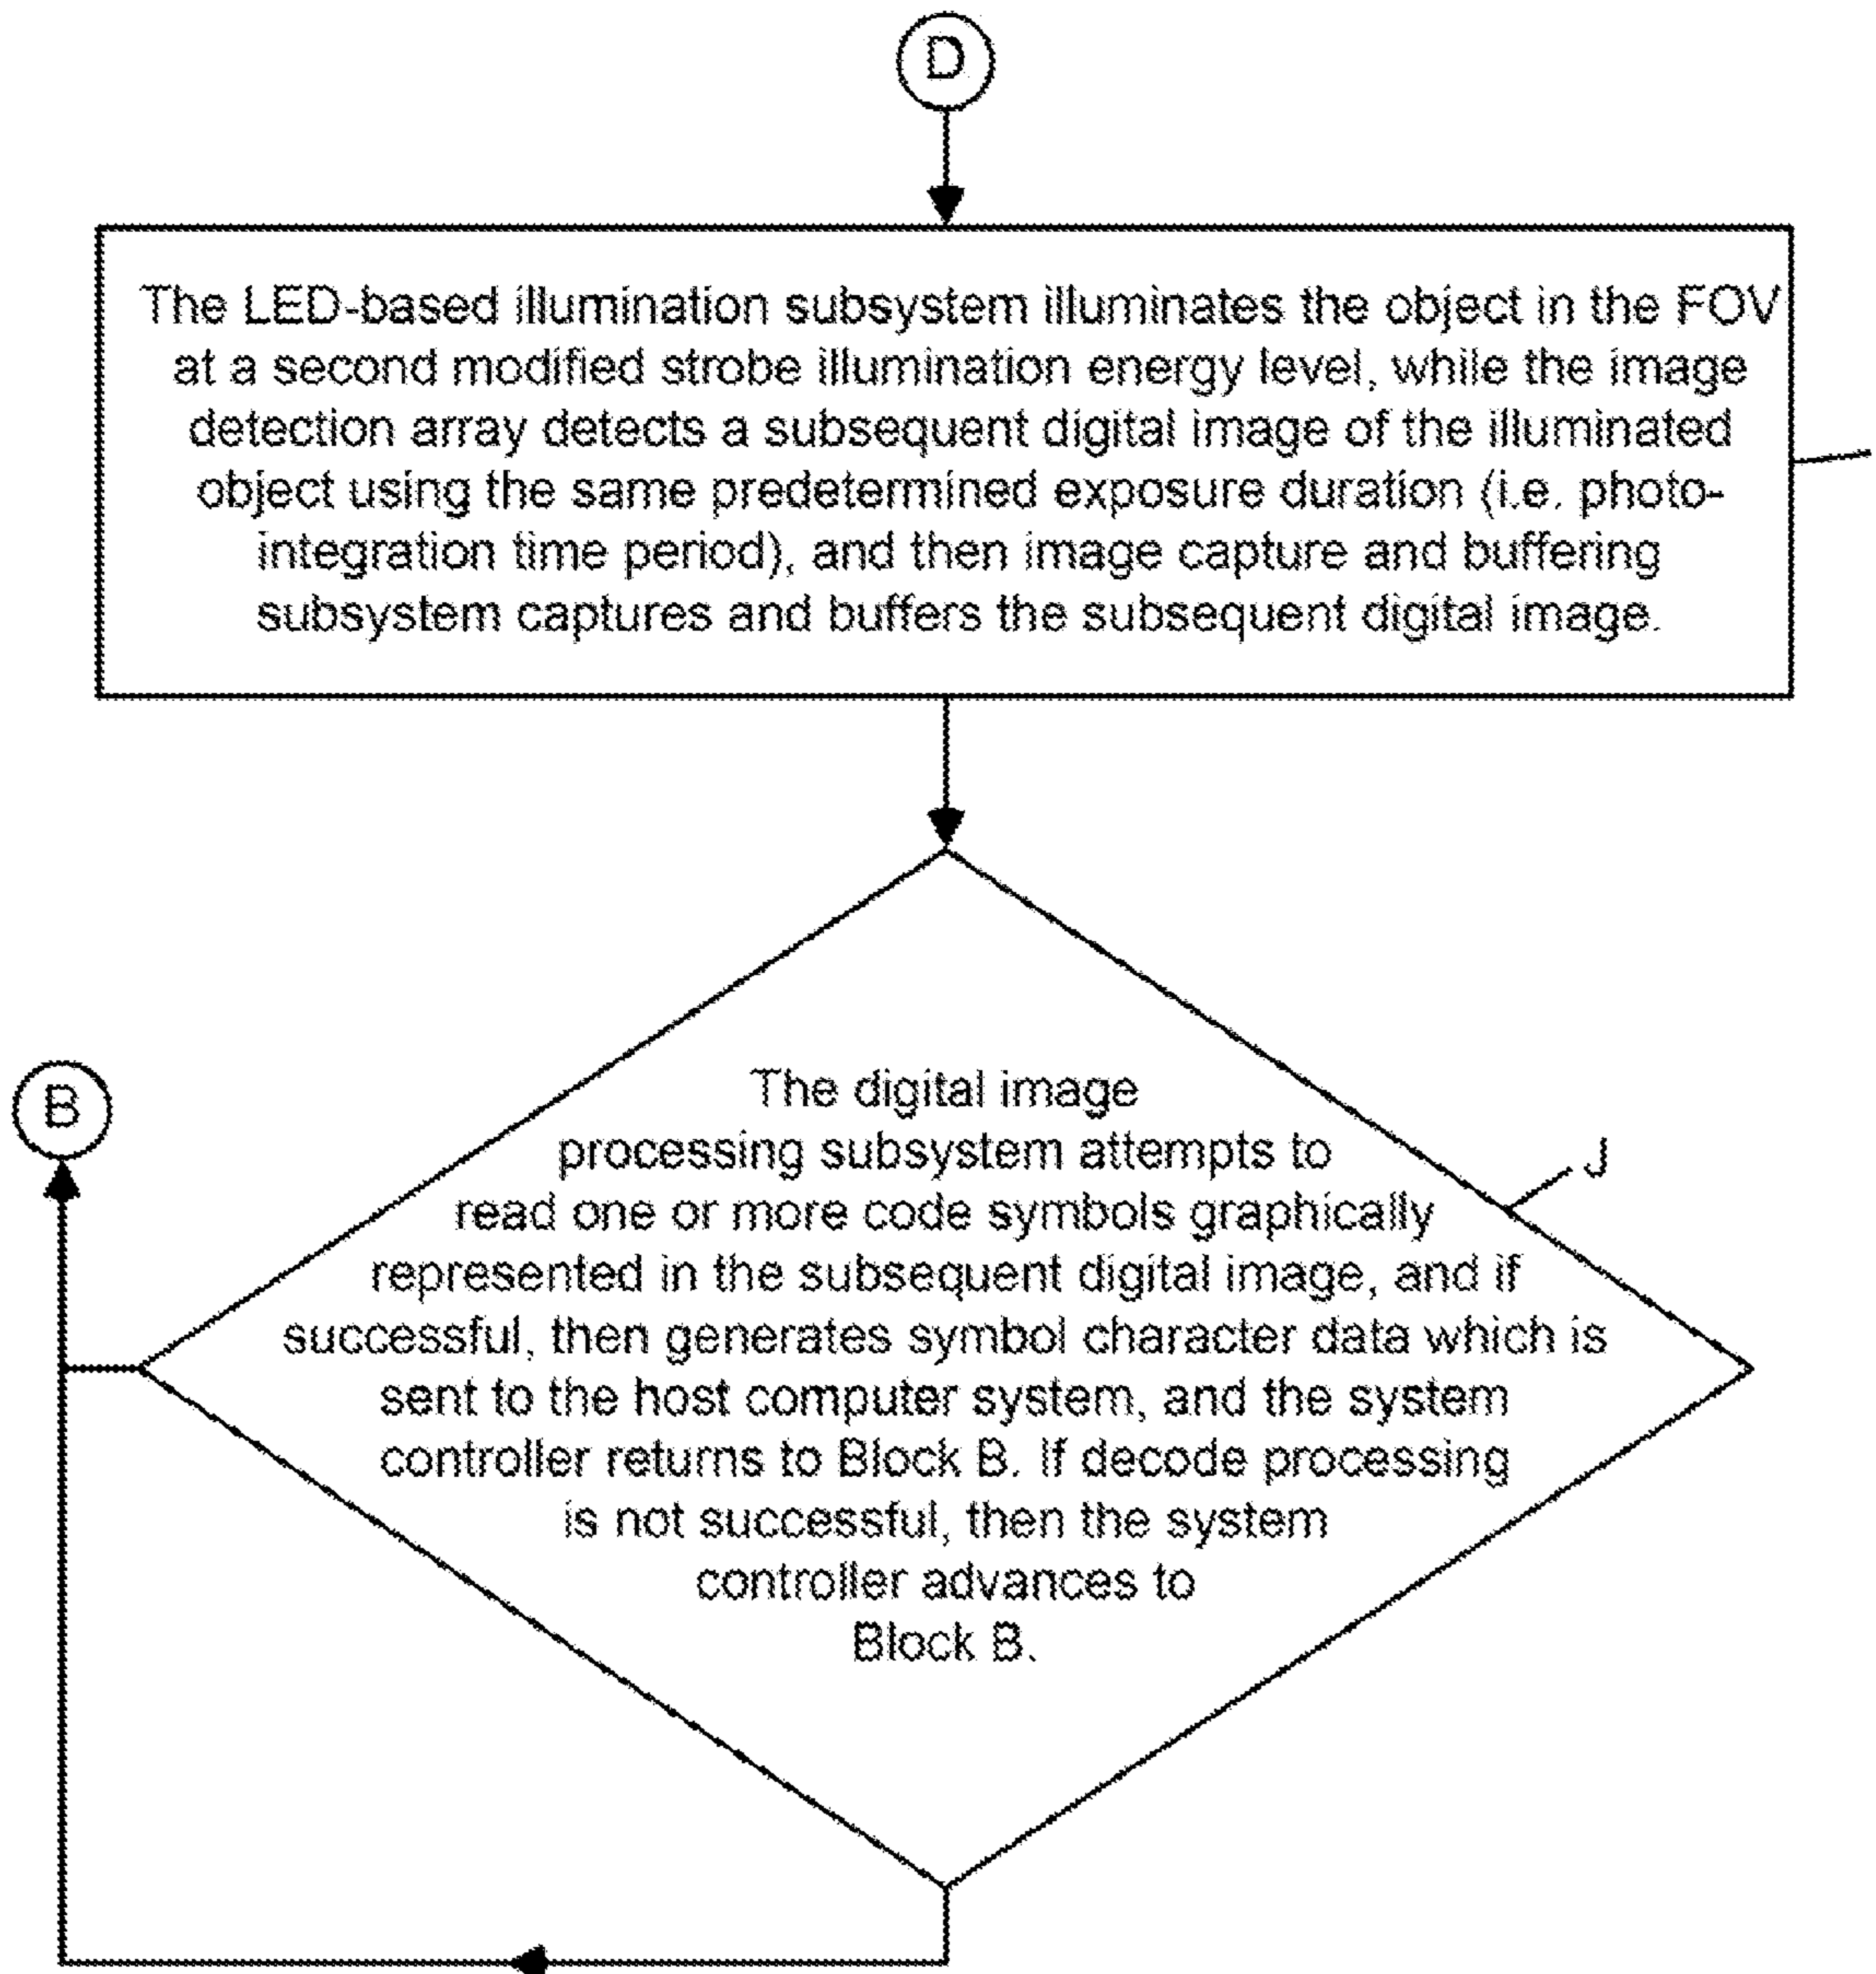 D
The LED-based illumination subsystem illuminates the object in the FOV
at a second modified strobe illumination energy level, while the image
detection array detects a subsequent digital image of the illuminated
object using the same predetermined exposure duration (i.e. photo-
integration time period), and then image capture and buffering
subsystem captures and buffers the subsequent digital image.
B
The digital image
processing subsystem attempts to
J
read one or more code symbols graphically
represented in the subsequent digital image, and if
successful, then generates symbol character data which is
sent to the host computer system, and the system
controller returns to Block B. If decode processing
is not successful, then the system
controller advances to
Block B.